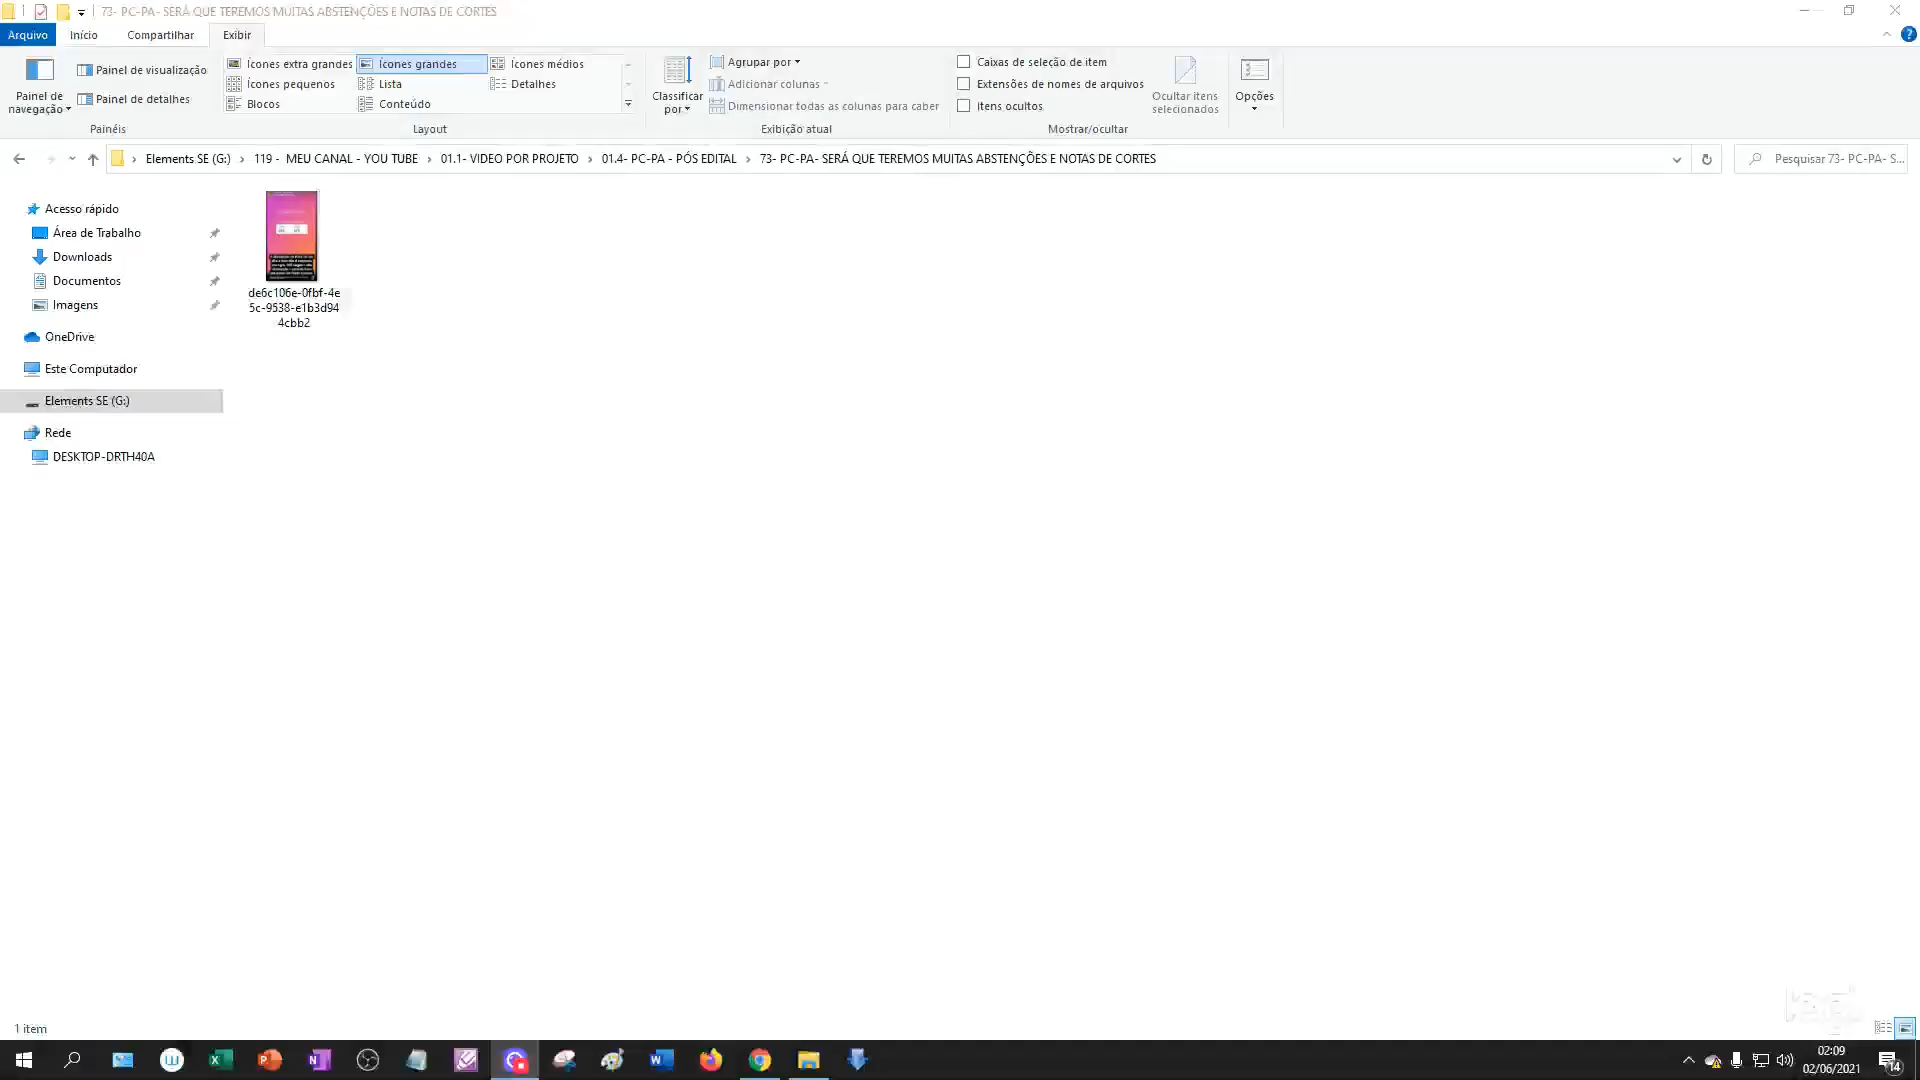 73- PC-PA- SERÁ QUE TEREMOS MUITAS ABSTENÇÕES E NOTAS DE CORTES
Arquivo Início Compartilhar Exibir
Painel de navegação
Painel de visualização
Painel de detalhes
Painéis
Ícones extra grandes Ícones grandes Ícones médios
Ícones pequenos Lista Detalhes
Blocos Conteúdo
Layout
Classificar por
Agrupar por
Adicionar colunas
Dimensionar todas as colunas para caber
Exibição atual
Caixas de seleção de item
Extensões de nomes de arquivos
Itens ocultos
Ocultar itens
selecionados
Mostrar/ocultar
Opções
Elements SE (G:) › 119 - MEU CANAL - YOU TUBE › 01.1- VIDEO POR PROJETO › 01.4- PC-PA - PÓS EDITAL › 73- PC-PA- SERÁ QUE TEREMOS MUITAS ABSTENÇÕES E NOTAS DE CORTES
Pesquisar 73- PC-PA- S...
Acesso rápido
Área de Trabalho
Downloads
Documentos
Imagens
OneDrive
Este Computador
Elements SE (G:)
Rede
DESKTOP-DRTH40A
de6c106e-0fbf-4e
5c-9538-e1b3d94
4cbb2
1 item
02:09
02/06/2021
14